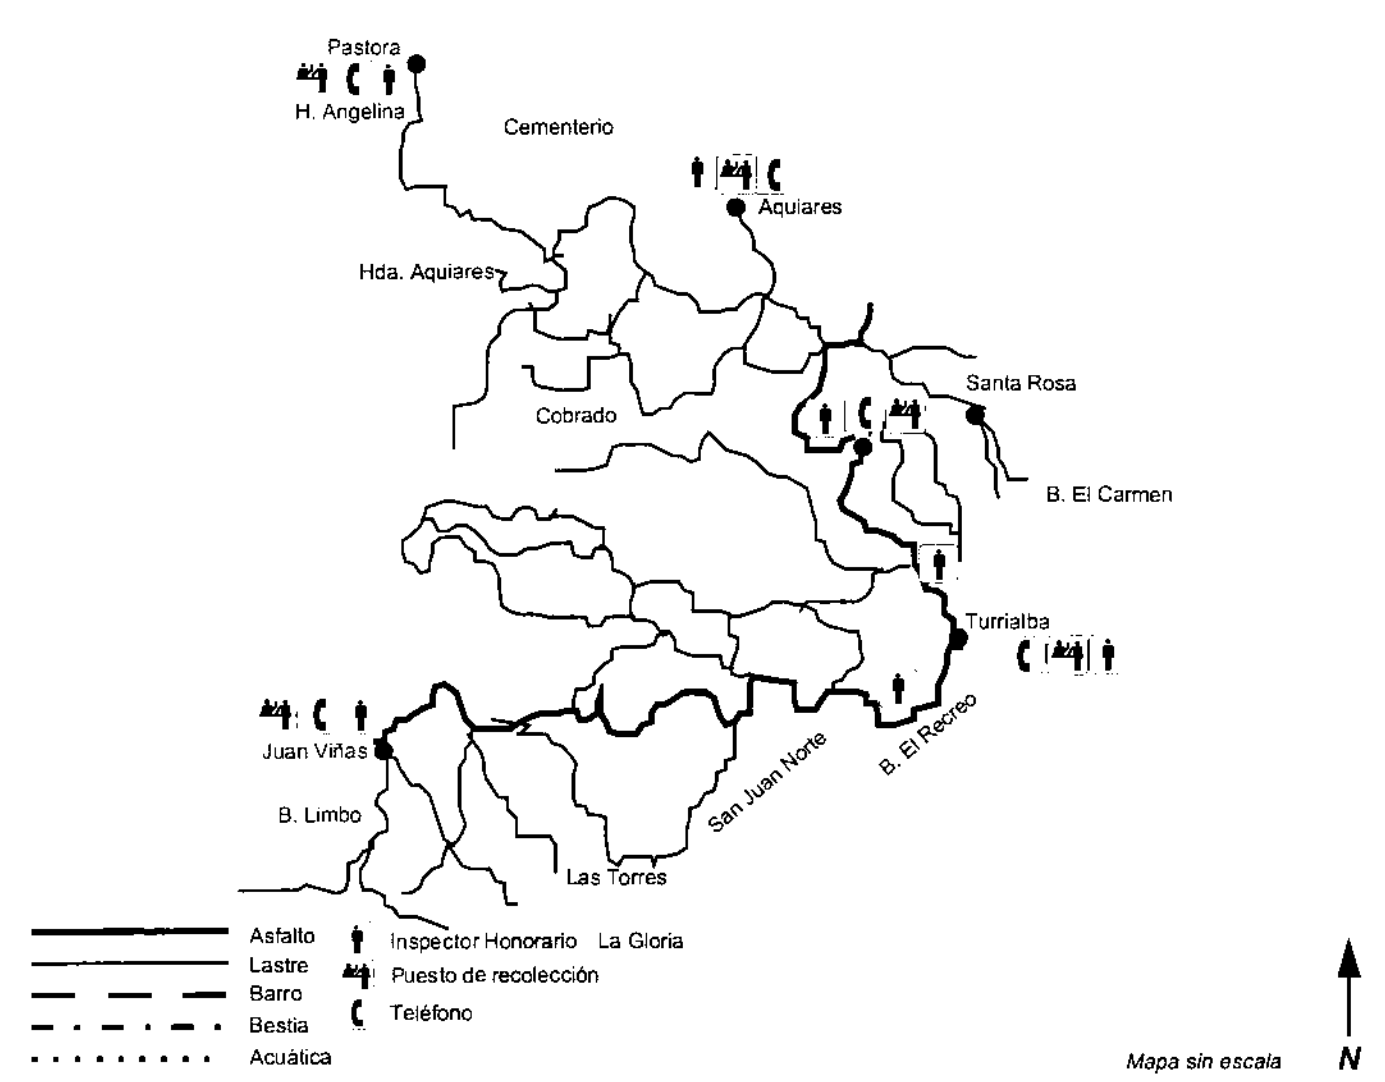 Pastora
H. Angelina
Cementerio
Aquiares
Hda. Aquiares
Santa Rosa
Cobrado
B. El Carmen
Turrialba
B. El Recreo
San Juan Norte
Juan Viñas
B. Limbo
Las Torres
Asfalto
Inspector Honorario La Gloria
Lastre
Puesto de recolección
Barro
Teléfono
Bestia
Acuática
Mapa sin escala
N